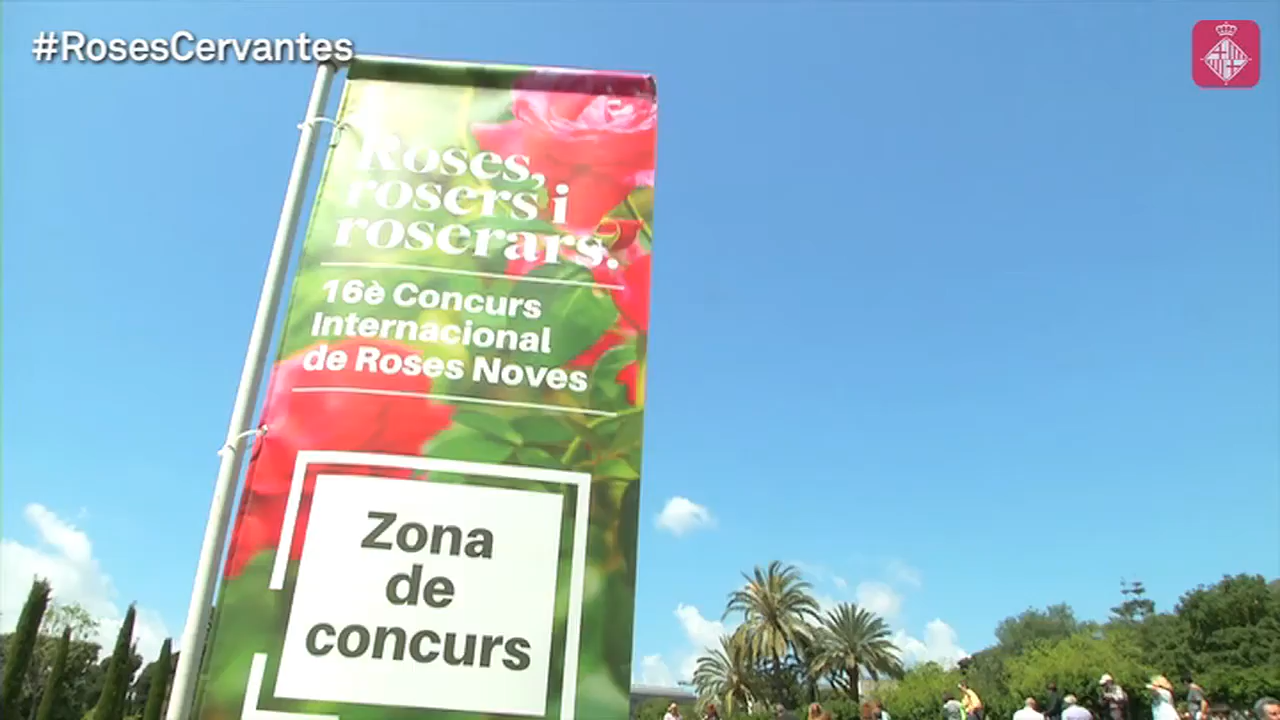 #RosesCervantes
Roses,
rosers i
roserars.
16è Concurs
Internacional
de Roses Noves
Zona
de
concurs